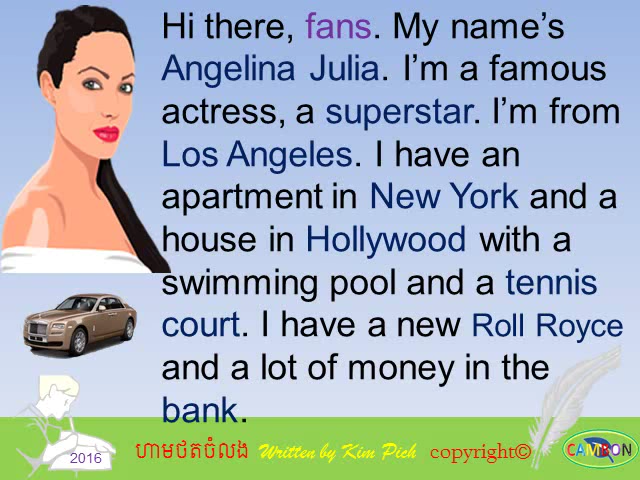 Hi there, fans. My name’s
Angelina Julia. I’m a famous
actress, a superstar. I’m from
Los Angeles. I have an
apartment in New York and a
house in Hollywood with a
swimming pool and a tennis
court. I have a new Roll Royce
and a lot of money in the
bank.
2016 ហាមថតចំលង Written by Kim Pich copyright© CAMBON